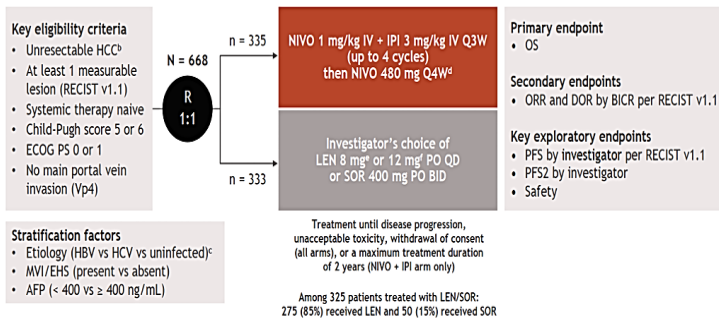 Key eligibility criteria
• Unresectable HCCᵇ
• At least 1 measurable
lesion (RECIST v1.1)
• Systemic therapy naive
• Child-Pugh score 5 or 6
• ECOG PS 0 or 1
• No main portal vein
invasion (Vp4)
Stratification factors
• Etiology (HBV vs HCV vs uninfected)ᶜ
• MVI/EHS (present vs absent)
• AFP (< 400 vs ≥ 400 ng/mL)
N = 668
R
1:1
n = 335
n = 333
NIVO 1 mg/kg IV + IPI 3 mg/kg IV Q3W
(up to 4 cycles)
then NIVO 480 mg Q4Wᵈ
Investigator's choice of
LEN 8 mgᵉ or 12 mgᶠ PO QD
or SOR 400 mg PO BID
Treatment until disease progression,
unacceptable toxicity, withdrawal of consent
(all arms), or a maximum treatment duration
of 2 years (NIVO + IPI arm only)
Among 325 patients treated with LEN/SOR:
275 (85%) received LEN and 50 (15%) received SOR
Primary endpoint
• OS
Secondary endpoints
• ORR and DOR by BICR per RECIST v1.1
Key exploratory endpoints
• PFS by investigator per RECIST v1.1
• PFS2 by investigator
• Safety